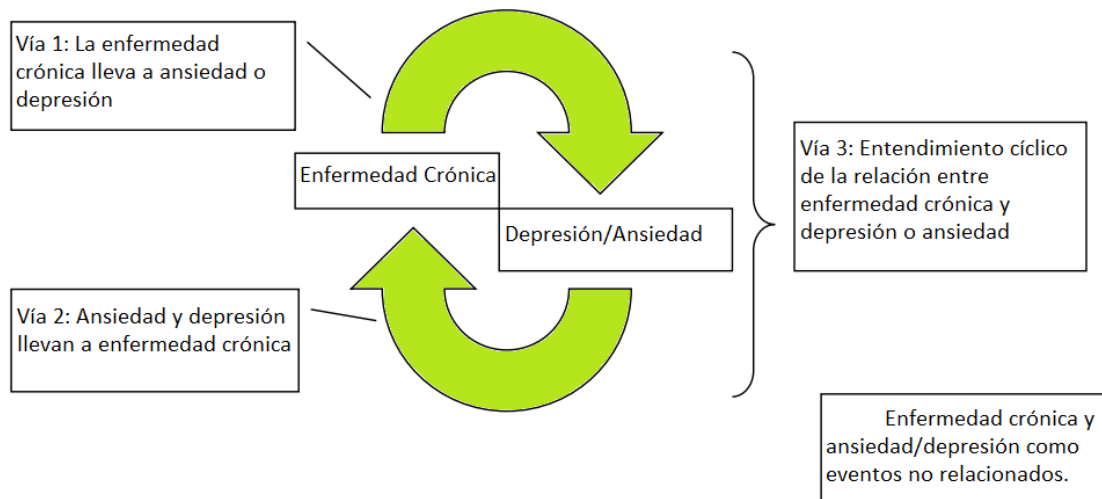 Vía 1: La enfermedad
crónica lleva a ansiedad o
depresión
Enfermedad Crónica
Depresión/Ansiedad
Vía 3: Entendimiento cíclico
de la relación entre
enfermedad crónica y
depresión o ansiedad
Vía 2: Ansiedad y depresión
llevan a enfermedad crónica
Enfermedad crónica y
ansiedad/depresión como
eventos no relacionados.